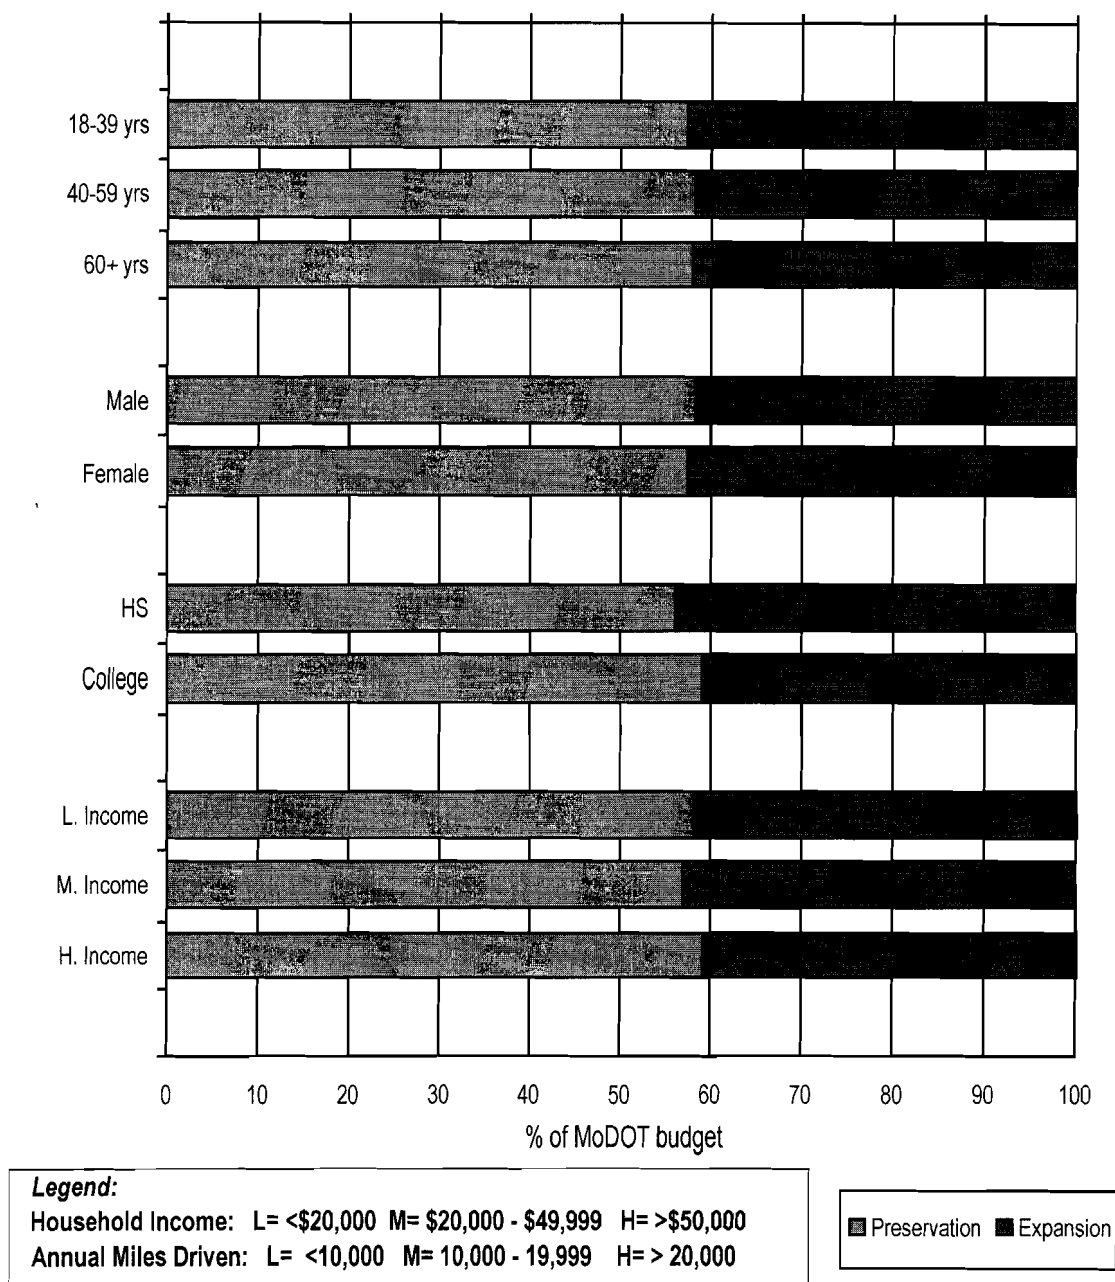 18-39 yrs
40-59 yrs
60+ yrs
Male
Female
HS
College
L. Income
M. Income
H. Income
0 10 20 30 40 50 60 70 80 90 100
% of MoDOT budget
Legend:
Household Income: L= <$20,000 M= $20,000 - $49,999 H= >$50,000
Annual Miles Driven: L= <10,000 M= 10,000 - 19,999 H= > 20,000
Preservation Expansion